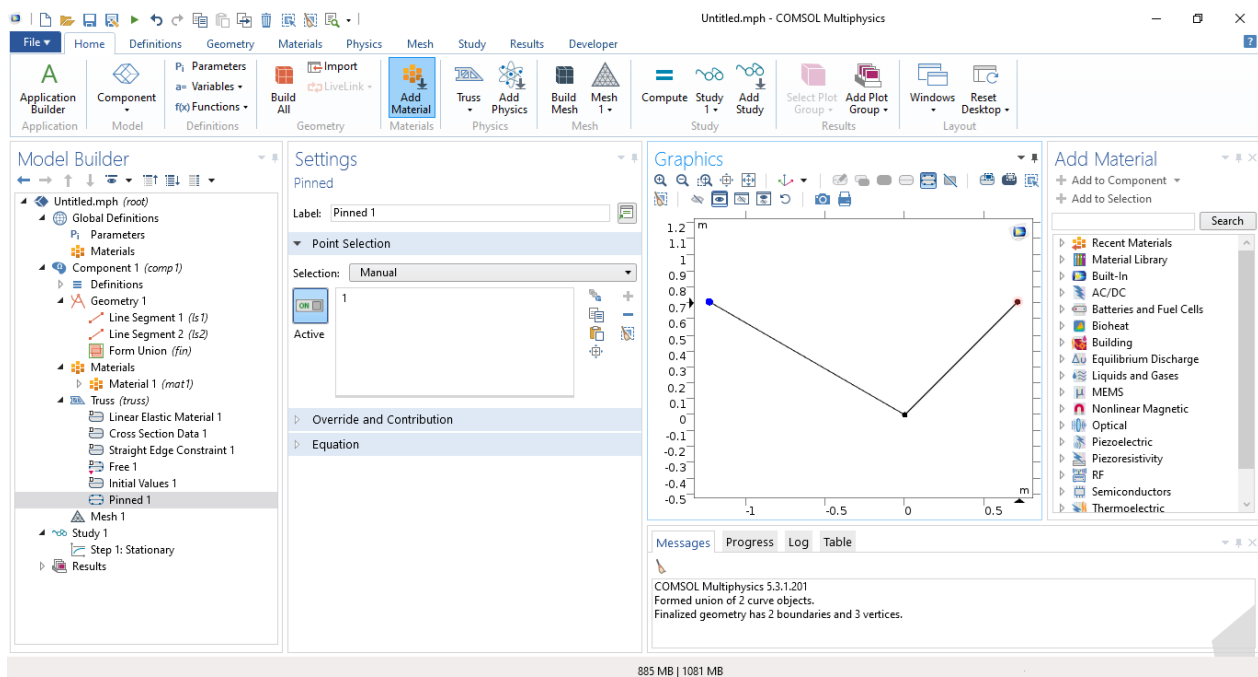 Untitled.mph - COMSOL Multiphysics
File Home Definitions Geometry Materials Physics Mesh Study Results Developer
?
Application Builder
Application
Component
Model
Pi Parameters
a= Variables
f(x) Functions
Definitions
Build All
Import
LiveLink
Geometry
Add Material
Materials
Truss
Add Physics
Physics
Build Mesh
Mesh 1
Mesh
Compute
Study 1
Add Study
Study
Select Plot Group
Add Plot Group
Results
Windows
Reset Desktop
Layout
Model Builder
Untitled.mph (root)
Global Definitions
Pi Parameters
Materials
Component 1 (comp1)
Definitions
Geometry 1
Line Segment 1 (ls1)
Line Segment 2 (ls2)
Form Union (fin)
Materials
Material 1 (mat1)
Truss (truss)
Linear Elastic Material 1
Cross Section Data 1
Straight Edge Constraint 1
Free 1
Initial Values 1
Pinned 1
Mesh 1
Study 1
Step 1: Stationary
Results
Settings
Pinned
Label: Pinned 1
Point Selection
Selection: Manual
ON
Active
1
Override and Contribution
Equation
Graphics
m
1.2
1.1
1
0.9
0.8
0.7
0.6
0.5
0.4
0.3
0.2
0.1
0
-0.1
-0.2
-0.3
-0.4
-0.5
m
-1 -0.5 0 0.5
Add Material
Add to Component
Add to Selection
Search
Recent Materials
Material Library
Built-In
AC/DC
Batteries and Fuel Cells
Bioheat
Building
Equilibrium Discharge
Liquids and Gases
MEMS
Nonlinear Magnetic
Optical
Piezoelectric
Piezoresistivity
RF
Semiconductors
Thermoelectric
Messages Progress Log Table
COMSOL Multiphysics 5.3.1.201
Formed union of 2 curve objects.
Finalized geometry has 2 boundaries and 3 vertices.
885 MB | 1081 MB